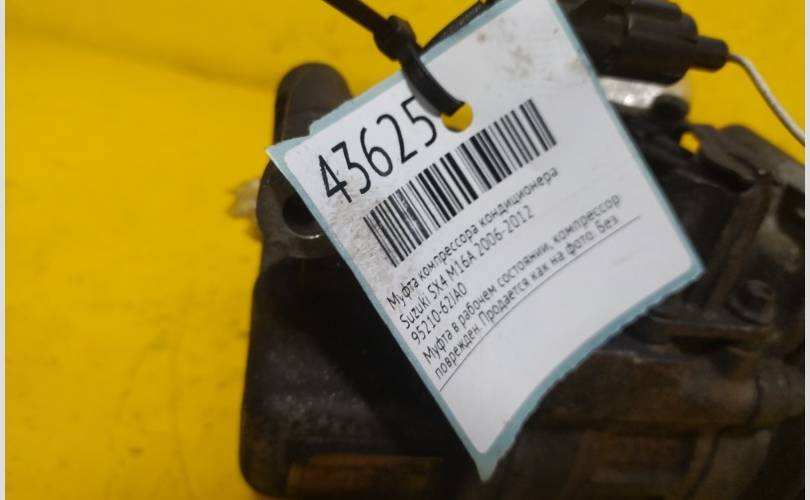 43625
Муфта компрессора кондиционера
Suzuki SX4 M16A 2006-2012
95210-62JA0
Муфта в рабочем состоянии, компрессор
поврежден. Продается как на фото. Без